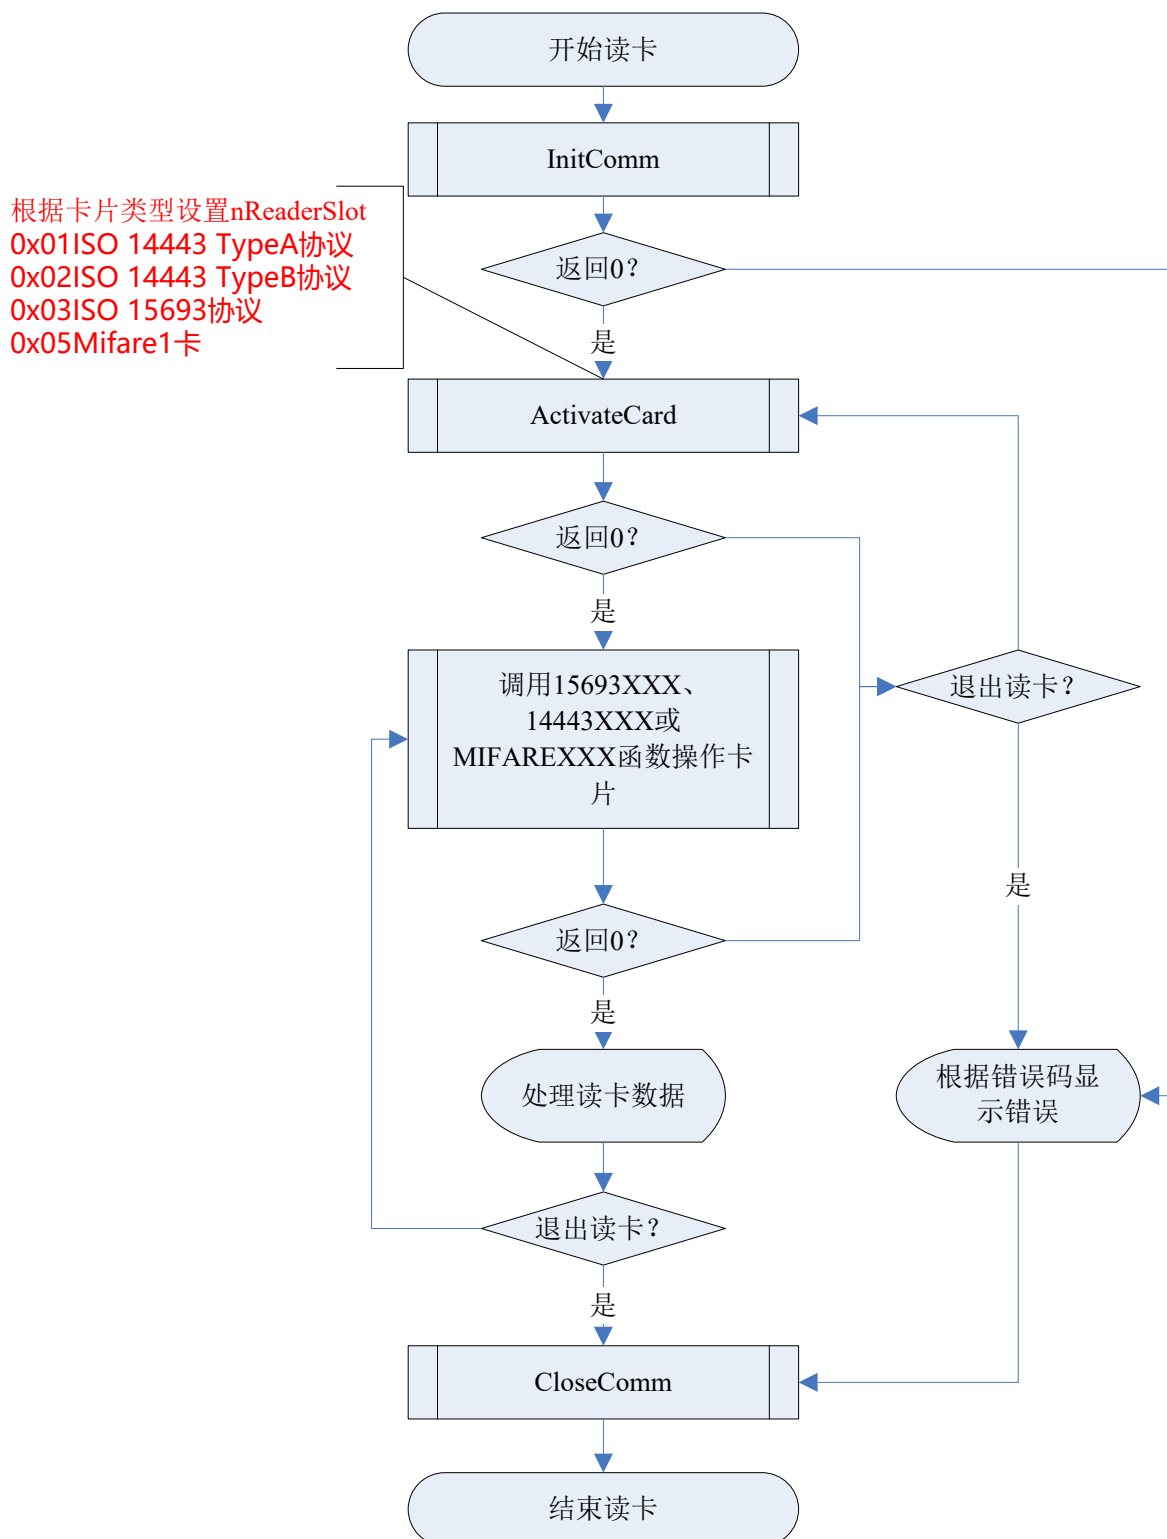 开始读卡
InitComm
根据卡片类型设置nReaderSlot
0x01ISO 14443 TypeA协议
0x02ISO 14443 TypeB协议
0x03ISO 15693协议
0x05Mifare1卡
返回0?
是
ActivateCard
返回0?
是
调用15693XXX、
14443XXX或
MIFAREXXX函数操作卡
片
退出读卡?
是
返回0?
是
处理读卡数据
根据错误码显
示错误
退出读卡?
是
CloseComm
结束读卡